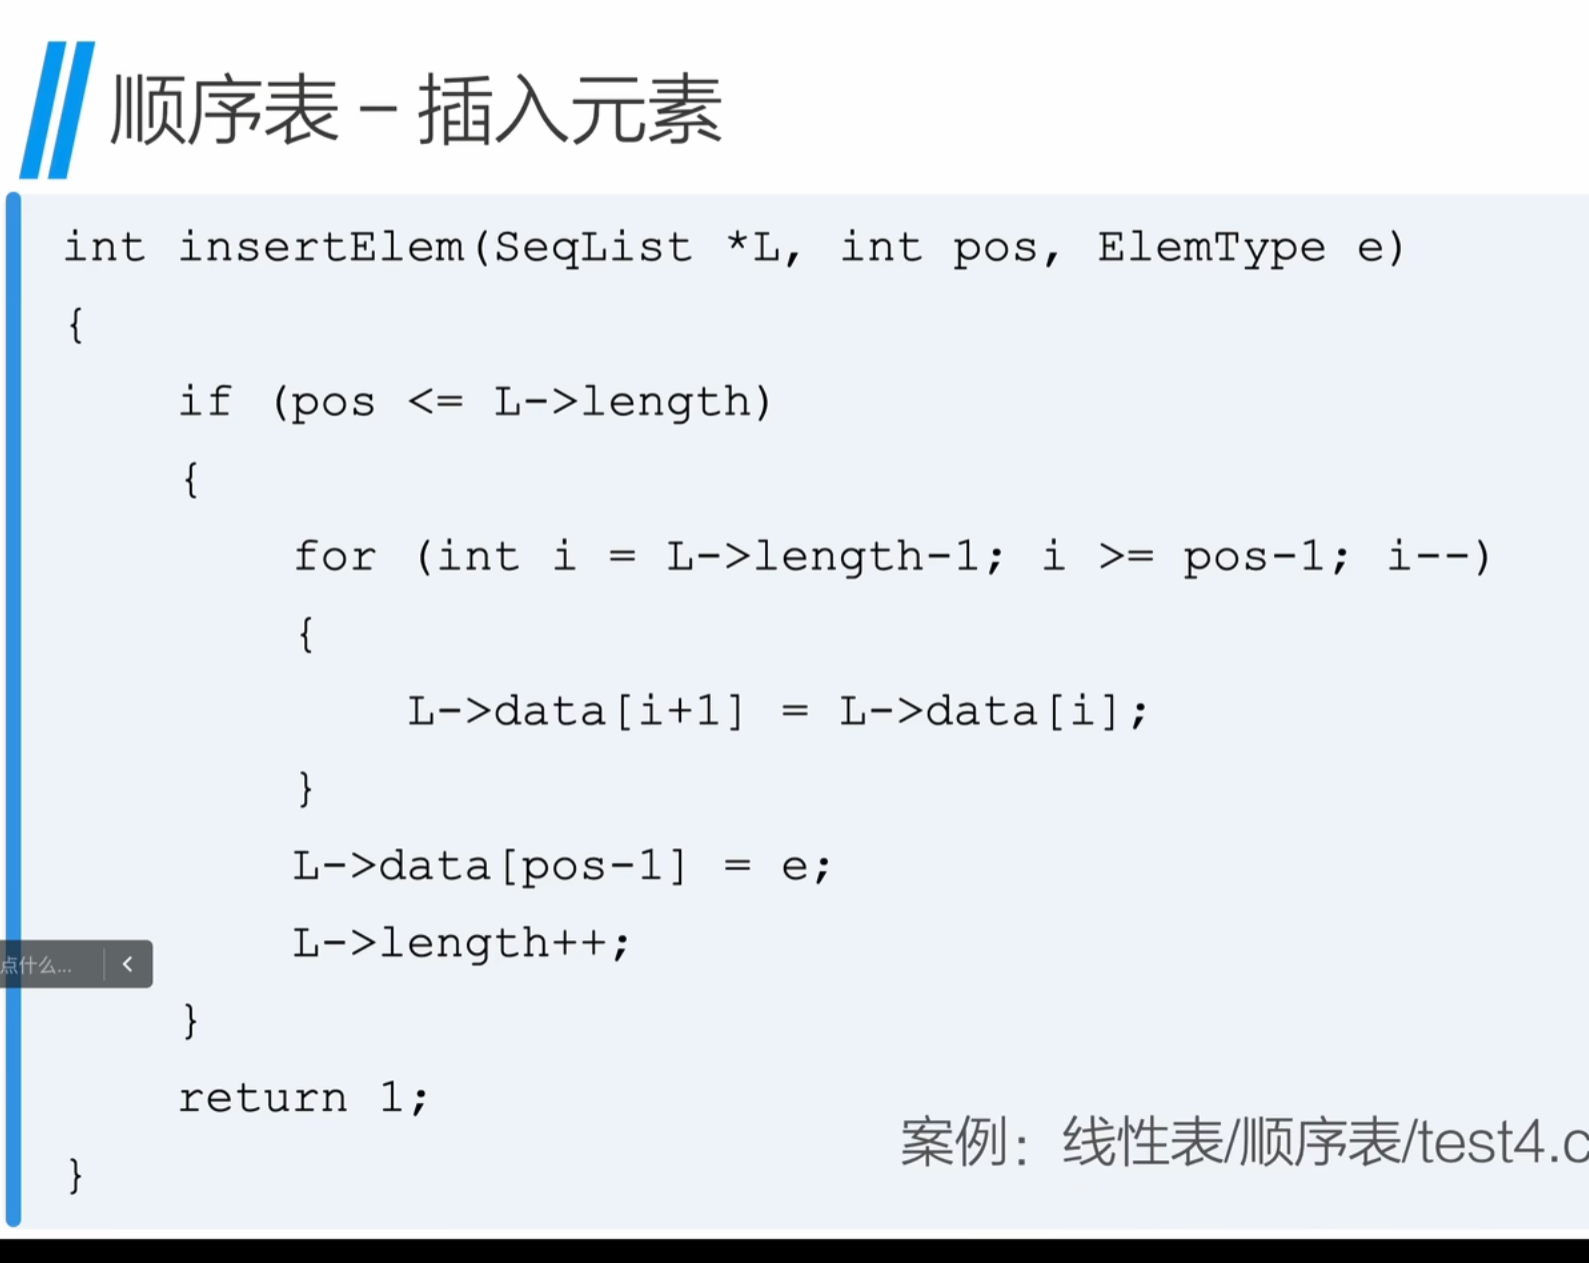 顺序表 – 插入元素
int insertElem(SeqList *L, int pos, ElemType e)
{
if (pos <= L->length)
{
for (int i = L->length-1; i >= pos-1; i--)
{
L->data[i+1] = L->data[i];
}
L->data[pos-1] = e;
L->length++;
点什么...
}
return 1;
案例：线性表/顺序表/test4.c
}